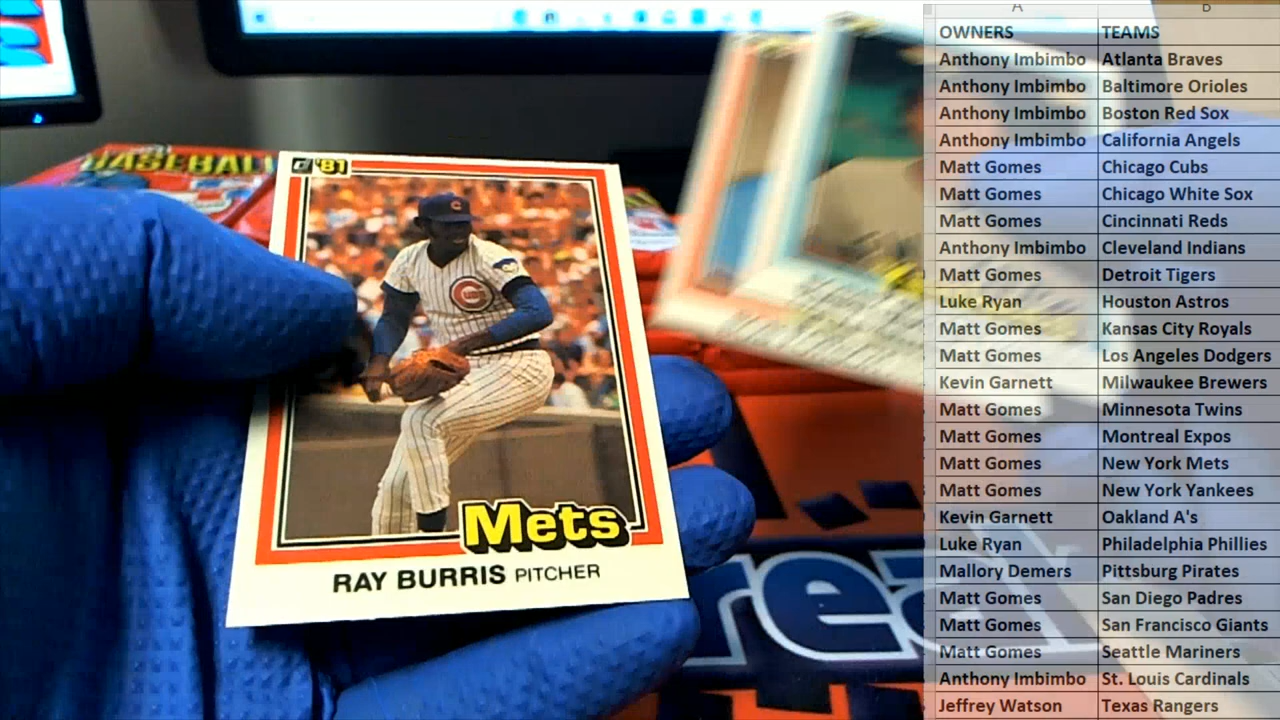 A B
OWNERS TEAMS
Anthony Imbimbo Atlanta Braves
Anthony Imbimbo Baltimore Orioles
Anthony Imbimbo Boston Red Sox
Anthony Imbimbo California Angels
Matt Gomes Chicago Cubs
Matt Gomes Chicago White Sox
Matt Gomes Cincinnati Reds
Anthony Imbimbo Cleveland Indians
Matt Gomes Detroit Tigers
Luke Ryan Houston Astros
Matt Gomes Kansas City Royals
Matt Gomes Los Angeles Dodgers
Kevin Garnett Milwaukee Brewers
Matt Gomes Minnesota Twins
Matt Gomes Montreal Expos
Matt Gomes New York Mets
Matt Gomes New York Yankees
Kevin Garnett Oakland A's
Luke Ryan Philadelphia Phillies
Mallory Demers Pittsburg Pirates
Matt Gomes San Diego Padres
Matt Gomes San Francisco Giants
Matt Gomes Seattle Mariners
Anthony Imbimbo St. Louis Cardinals
Jeffrey Watson Texas Rangers
BASEBALL
'81
CUBS
Mets
RAY BURRIS PITCHER